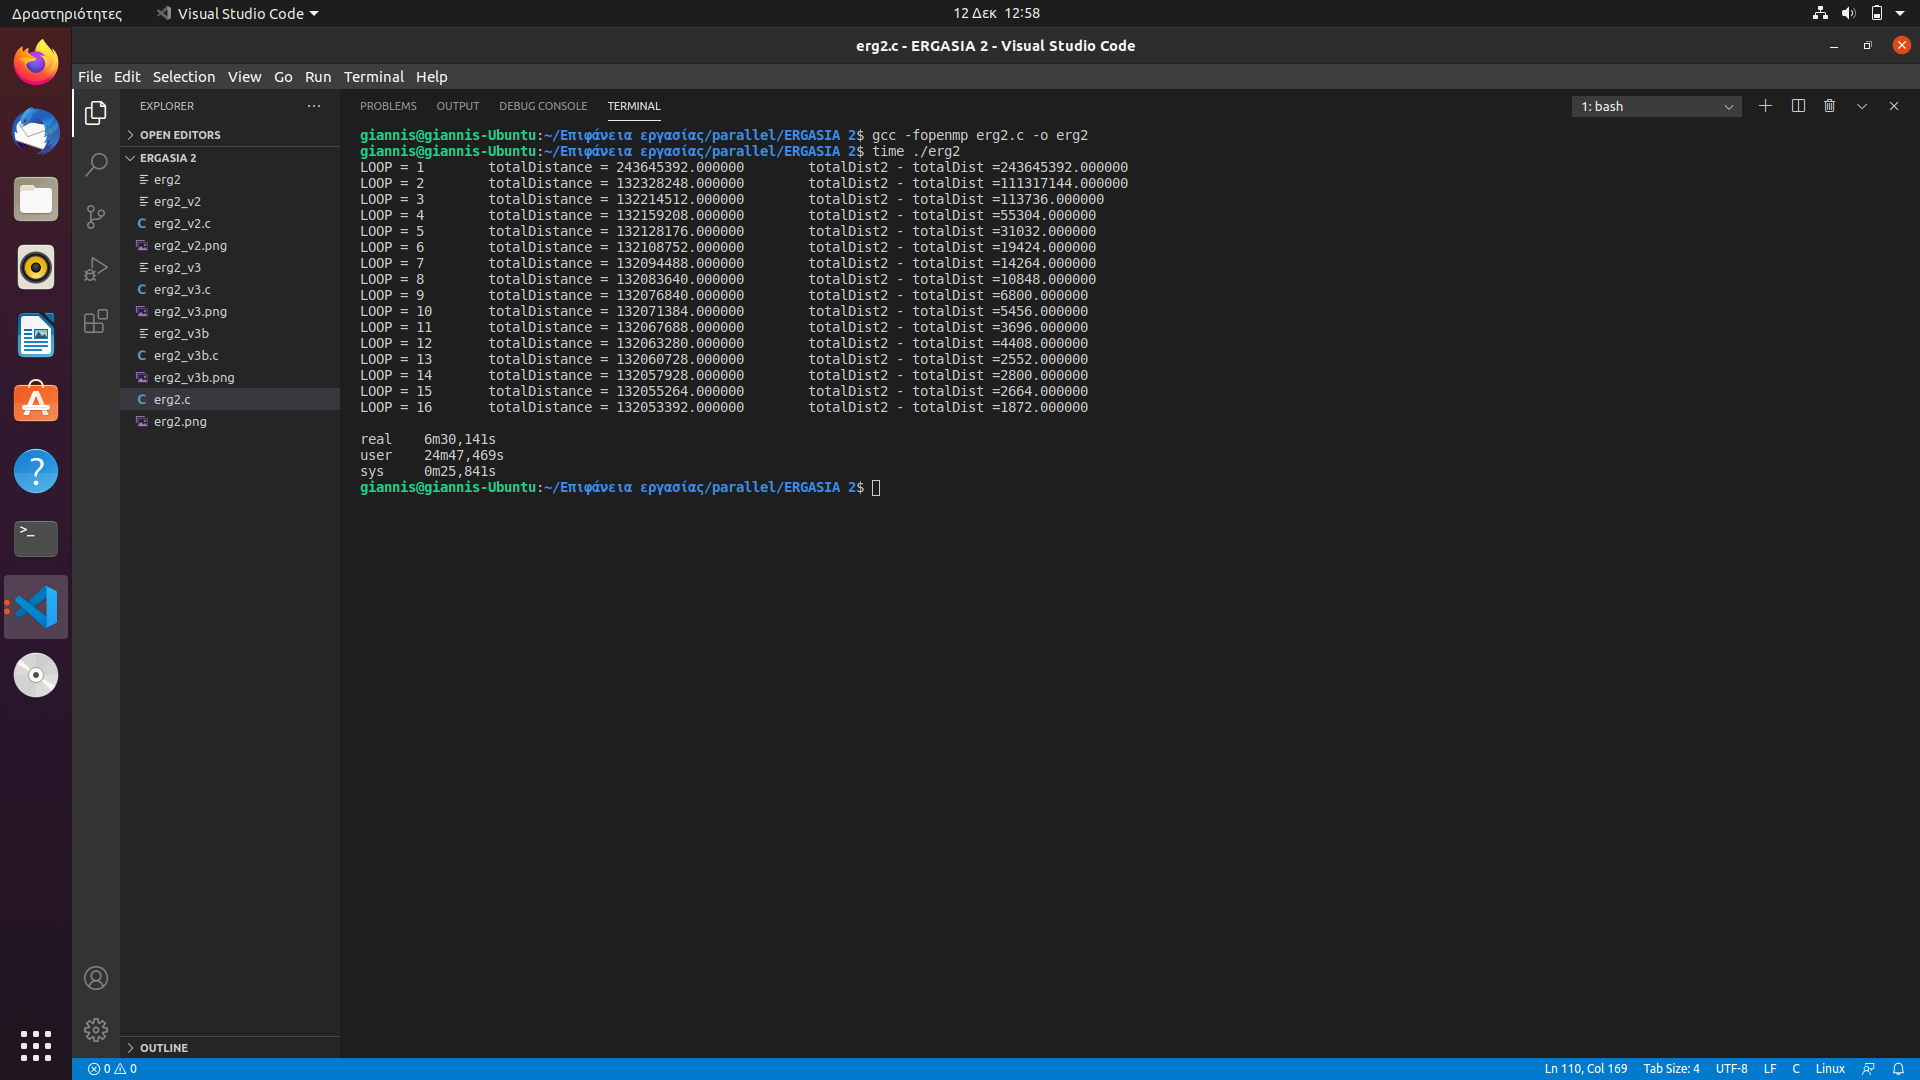 Δραστηριότητες
Visual Studio Code
12 Δεκ 12:58
erg2.c - ERGASIA 2 - Visual Studio Code
File Edit Selection View Go Run Terminal Help
EXPLORER
OPEN EDITORS
ERGASIA 2
erg2
erg2_v2
C erg2_v2.c
erg2_v2.png
erg2_v3
C erg2_v3.c
erg2_v3.png
erg2_v3b
C erg2_v3b.c
erg2_v3b.png
C erg2.c
erg2.png
OUTLINE
PROBLEMS OUTPUT DEBUG CONSOLE TERMINAL
1: bash
giannis@giannis-Ubuntu:~/Επιφάνεια εργασίας/parallel/ERGASIA 2$ gcc -fopenmp erg2.c -o erg2
giannis@giannis-Ubuntu:~/Επιφάνεια εργασίας/parallel/ERGASIA 2$ time ./erg2
LOOP = 1 totalDistance = 243645392.000000 totalDist2 - totalDist =243645392.000000
LOOP = 2 totalDistance = 132328248.000000 totalDist2 - totalDist =111317144.000000
LOOP = 3 totalDistance = 132214512.000000 totalDist2 - totalDist =113736.000000
LOOP = 4 totalDistance = 132159208.000000 totalDist2 - totalDist =55304.000000
LOOP = 5 totalDistance = 132128176.000000 totalDist2 - totalDist =31032.000000
LOOP = 6 totalDistance = 132108752.000000 totalDist2 - totalDist =19424.000000
LOOP = 7 totalDistance = 132094488.000000 totalDist2 - totalDist =14264.000000
LOOP = 8 totalDistance = 132083640.000000 totalDist2 - totalDist =10848.000000
LOOP = 9 totalDistance = 132076840.000000 totalDist2 - totalDist =6800.000000
LOOP = 10 totalDistance = 132071384.000000 totalDist2 - totalDist =5456.000000
LOOP = 11 totalDistance = 132067688.000000 totalDist2 - totalDist =3696.000000
LOOP = 12 totalDistance = 132063280.000000 totalDist2 - totalDist =4408.000000
LOOP = 13 totalDistance = 132060728.000000 totalDist2 - totalDist =2552.000000
LOOP = 14 totalDistance = 132057928.000000 totalDist2 - totalDist =2800.000000
LOOP = 15 totalDistance = 132055264.000000 totalDist2 - totalDist =2664.000000
LOOP = 16 totalDistance = 132053392.000000 totalDist2 - totalDist =1872.000000
real 6m30,141s
user 24m47,469s
sys 0m25,841s
giannis@giannis-Ubuntu:~/Επιφάνεια εργασίας/parallel/ERGASIA 2$
0 0
Ln 110, Col 169 Tab Size: 4 UTF-8 LF C Linux